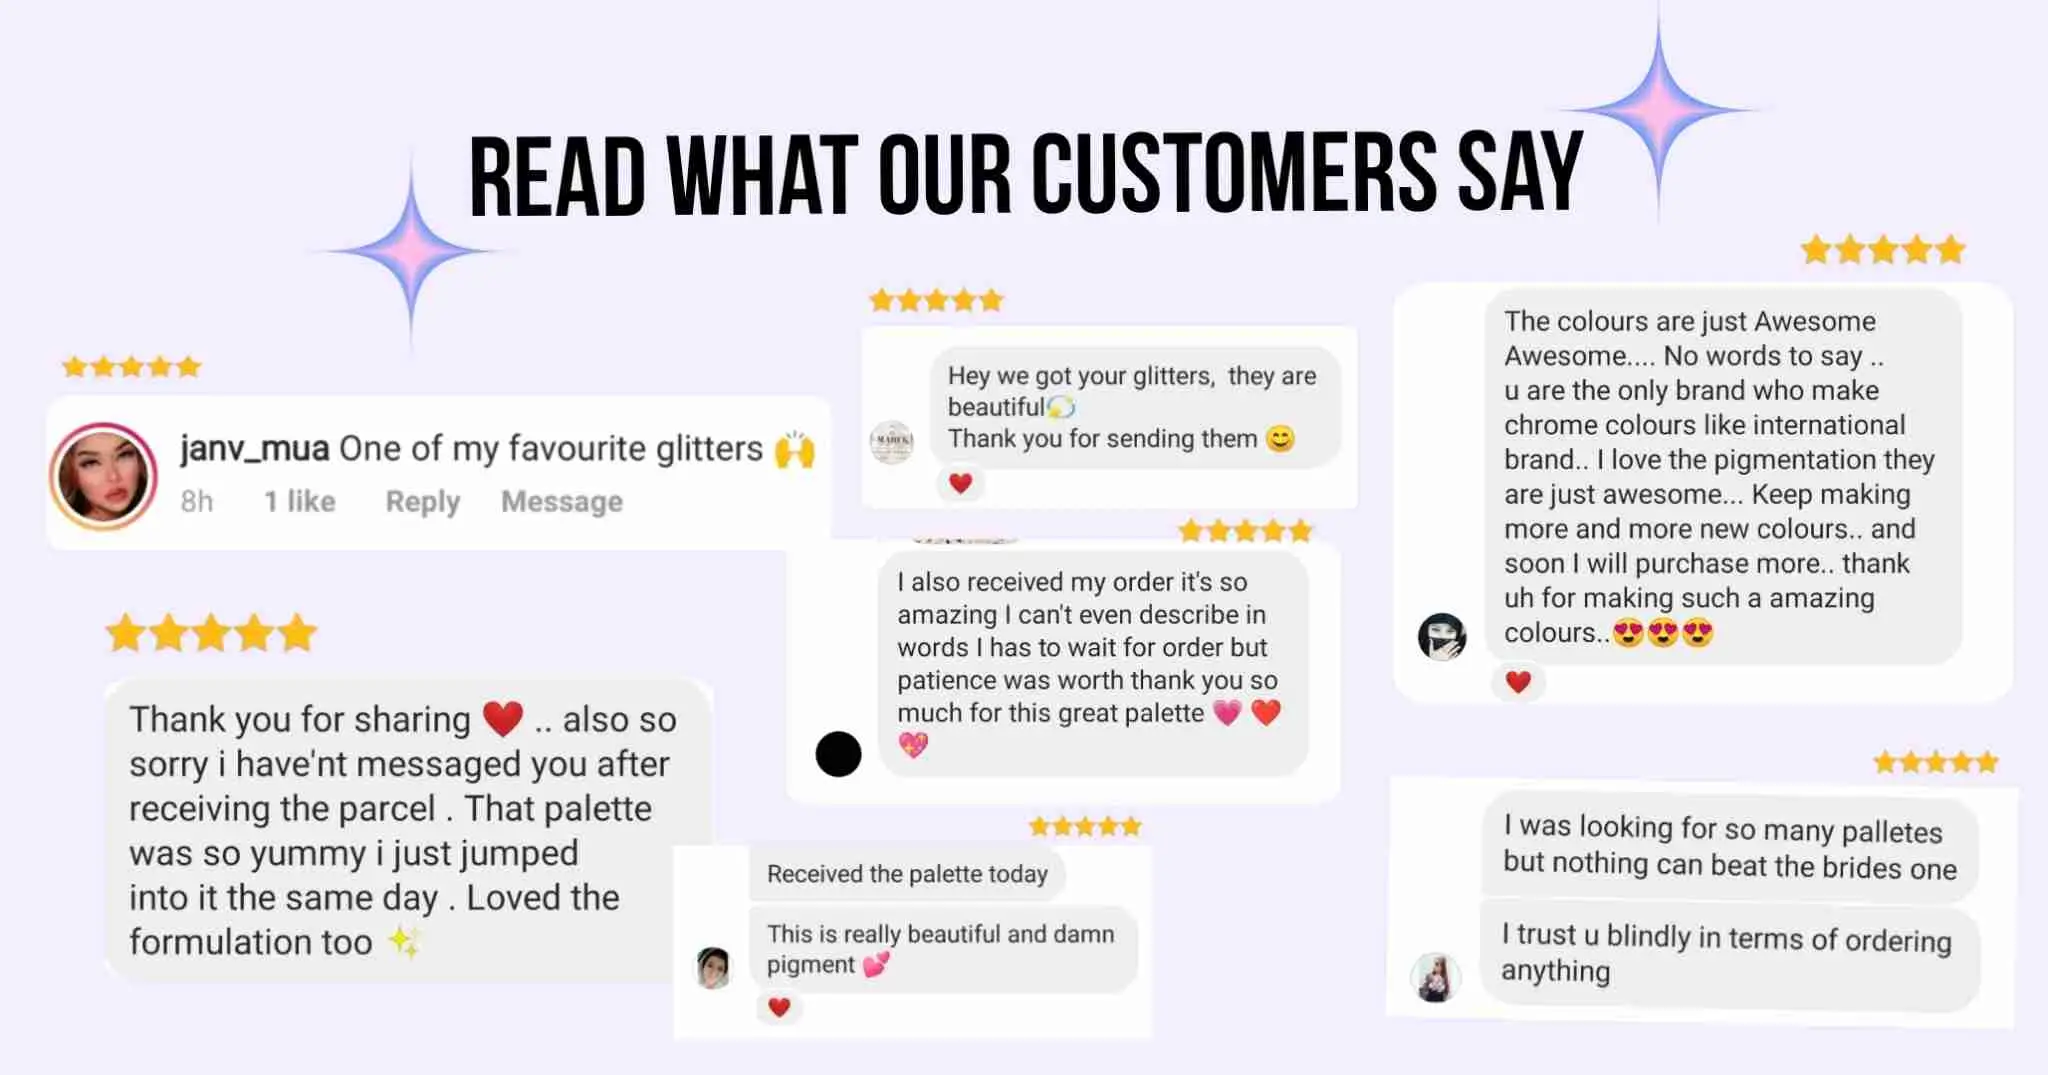 READ WHAT OUR CUSTOMERS SAY
janv_mua One of my favourite glitters 🙌
8h 1 like Reply Message
Thank you for sharing ❤️ .. also so
sorry i have'nt messaged you after
receiving the parcel . That palette
was so yummy i just jumped
into it the same day . Loved the
formulation too ✨
Hey we got your glitters, they are
beautiful💫
Thank you for sending them 😊
I also received my order it's so
amazing I can't even describe in
words I has to wait for order but
patience was worth thank you so
much for this great palette 💗 ❤️
💖
Received the palette today
This is really beautiful and damn
pigment 💕
The colours are just Awesome
Awesome.... No words to say ..
u are the only brand who make
chrome colours like international
brand.. I love the pigmentation they
are just awesome... Keep making
more and more new colours.. and
soon I will purchase more.. thank
uh for making such a amazing
colours..😍😍😍
I was looking for so many palletes
but nothing can beat the brides one
I trust u blindly in terms of ordering
anything